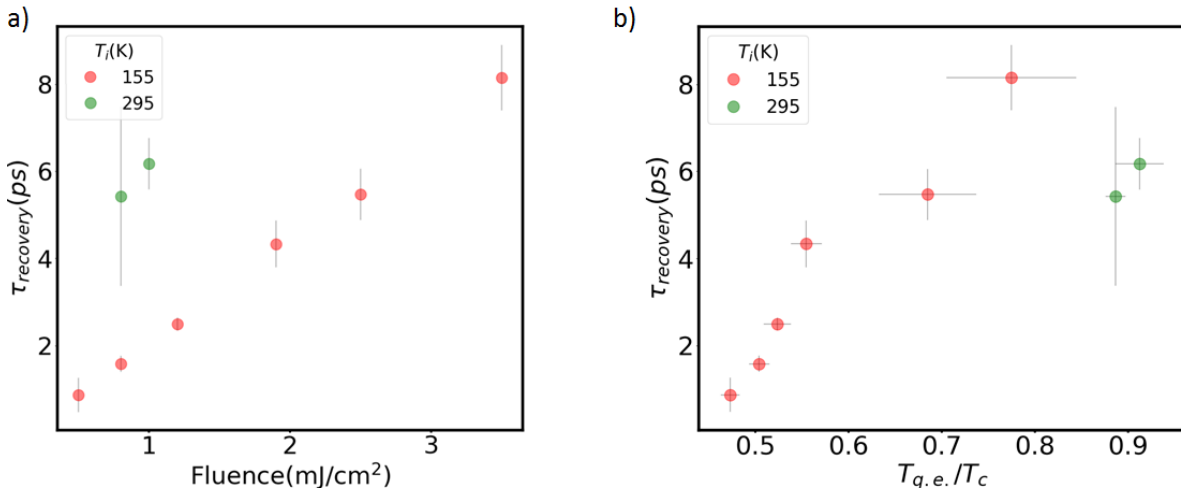 a)
T_i(K)
155
295
8
6
4
2
τ_recovery(ps)
1
2
3
Fluence(mJ/cm²)
b)
T_i(K)
155
295
8
6
4
2
τ_recovery(ps)
0.5
0.6
0.7
0.8
0.9
T_q.e./T_c